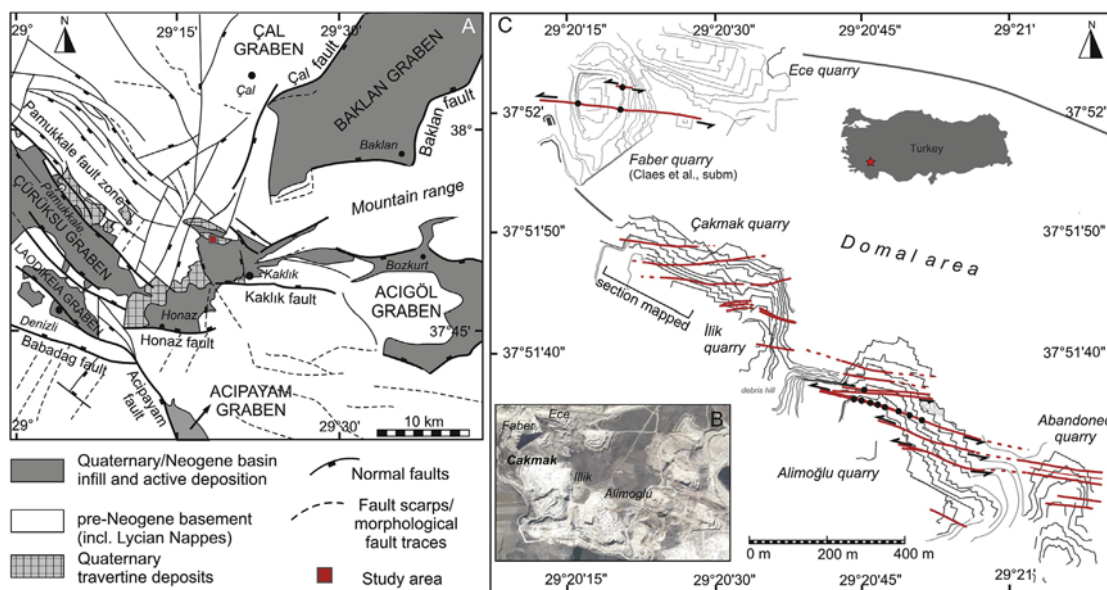 29°
29°15'
29°30'
A
N
ÇAL
GRABEN
Çal
Çal fault
BAKLAN GRABEN
Baklan
Baklan fault
38°
Pamukkale fault zone
Pamukkale
ÇÜRÜKSU GRABEN
Mountain range
LAODIKEIA GRABEN
Kaklık
Kaklık fault
Bozkurt
ACIGÖL
GRABEN
Honaz
Honaz fault
37°45'
Denizli
Babadag fault
Acipayam
fault
ACIPAYAM
GRABEN
10 km
29°
29°15'
29°30'
Quaternary/Neogene basin
infill and active deposition
pre-Neogene basement
(incl. Lycian Nappes)
Quaternary
travertine deposits
Normal faults
Fault scarps/
morphological
fault traces
Study area
C
29°20'15"
29°20'30"
29°20'45"
29°21
N
Ece quarry
37°52'
37°52'
Faber quarry
(Claes et al., subm)
Turkey
Çakmak quarry
37°51'50"
37°51'50"
Domal area
section mapped
İlik
quarry
37°51'40"
37°51'40"
debris hill
Abandoned
quarry
Alimoğlu quarry
B
Ece
Faber
Cakmak
Illik
Alimoglu
0 m
200 m
400 m
29°20'15"
29°20'30"
29°20'45"
29°21'